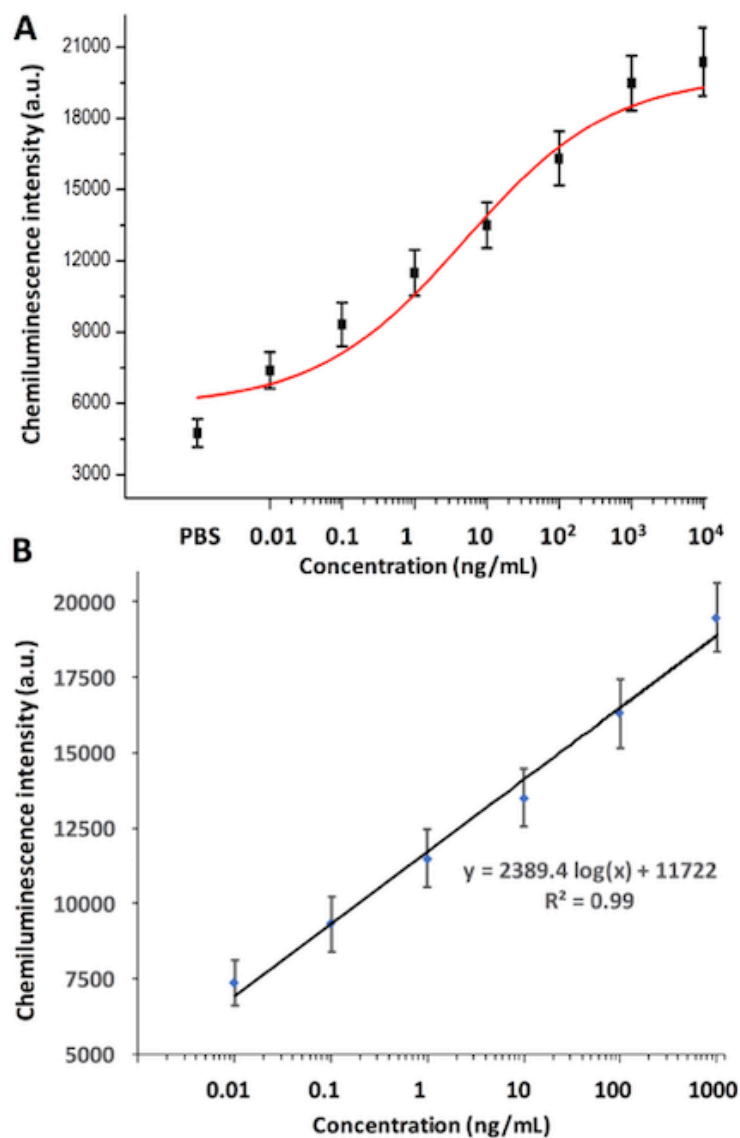 A
Chemiluminescence intensity (a.u.)
21000
18000
15000
12000
9000
6000
3000
PBS 0.01 0.1 1 10 10² 10³ 10⁴
Concentration (ng/mL)
B
Chemiluminescence intensity (a.u.)
20000
17500
15000
12500
10000
7500
5000
y = 2389.4 log(x) + 11722
R² = 0.99
0.01 0.1 1 10 100 1000
Concentration (ng/mL)